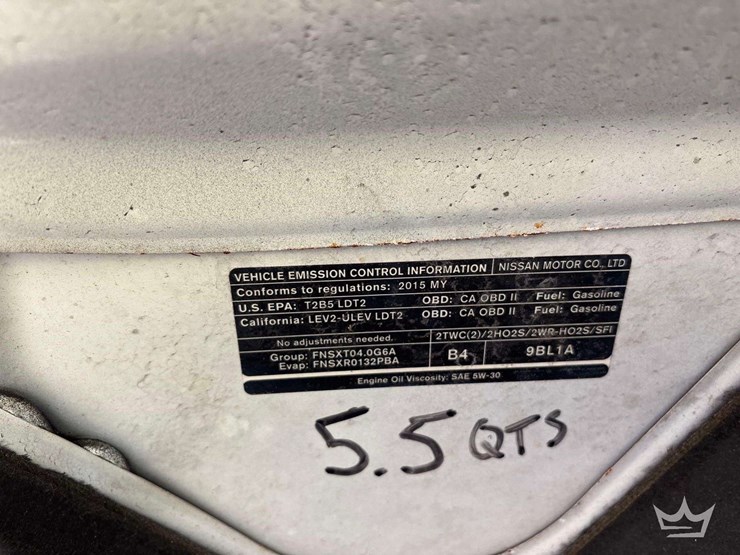 VEHICLE EMISSION CONTROL INFORMATION NISSAN MOTOR CO., LTD
Conforms to regulations: 2015 MY
U.S. EPA: T2B5 LDT2 OBD: CA OBD II Fuel: Gasoline
California: LEV2-ULEV LDT2 OBD: CA OBD II Fuel: Gasoline
No adjustments needed. 2TWC(2)/2HO2S/2WR-HO2S/SFI
Group: FNSXT04.0G6A B4 9BL1A
Evap: FNSXR0132PBA
Engine Oil Viscosity: SAE 5W-30
5.5 QTS